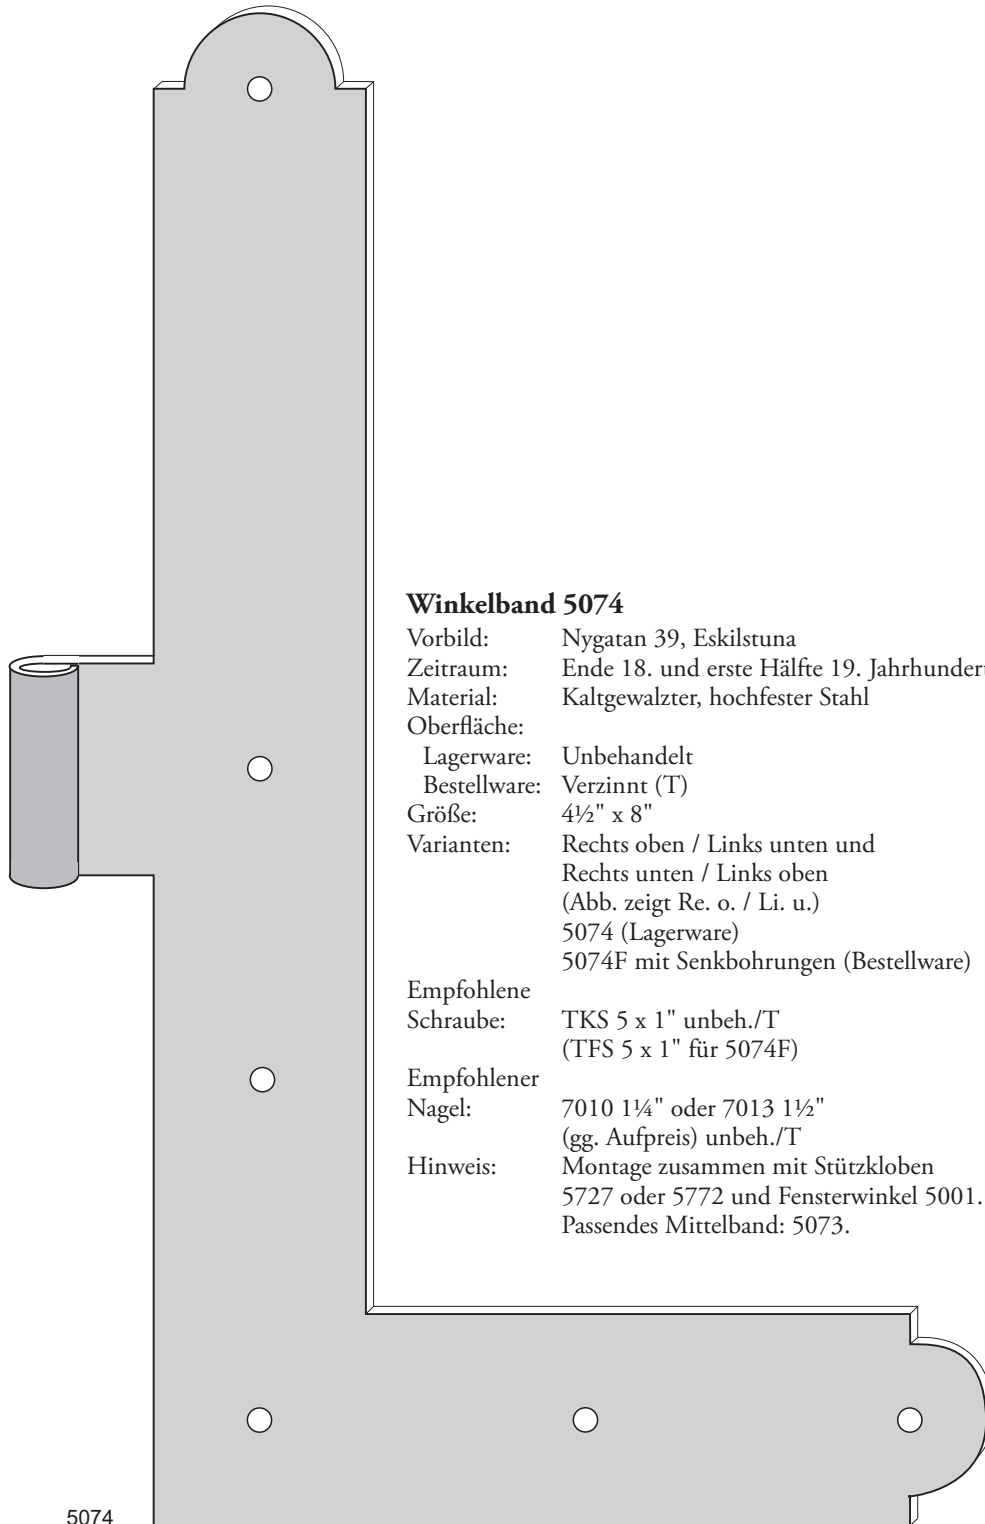 Winkelband 5074
Vorbild: Nygatan 39, Eskilstuna
Zeitraum: Ende 18. und erste Hälfte 19. Jahrhundert
Material: Kaltgewalzter, hochfester Stahl
Oberfläche:
Lagerware: Unbehandelt
Bestellware: Verzinnt (T)
Größe: 4½" x 8"
Varianten: Rechts oben / Links unten und
Rechts unten / Links oben
(Abb. zeigt Re. o. / Li. u.)
5074 (Lagerware)
5074F mit Senkbohrungen (Bestellware)
Empfohlene
Schraube: TKS 5 x 1" unbeh./T
(TFS 5 x 1" für 5074F)
Empfohlener
Nagel: 7010 1¼" oder 7013 1½"
(gg. Aufpreis) unbeh./T
Hinweis: Montage zusammen mit Stützkloben
5727 oder 5772 und Fensterwinkel 5001.
Passendes Mittelband: 5073.
5074